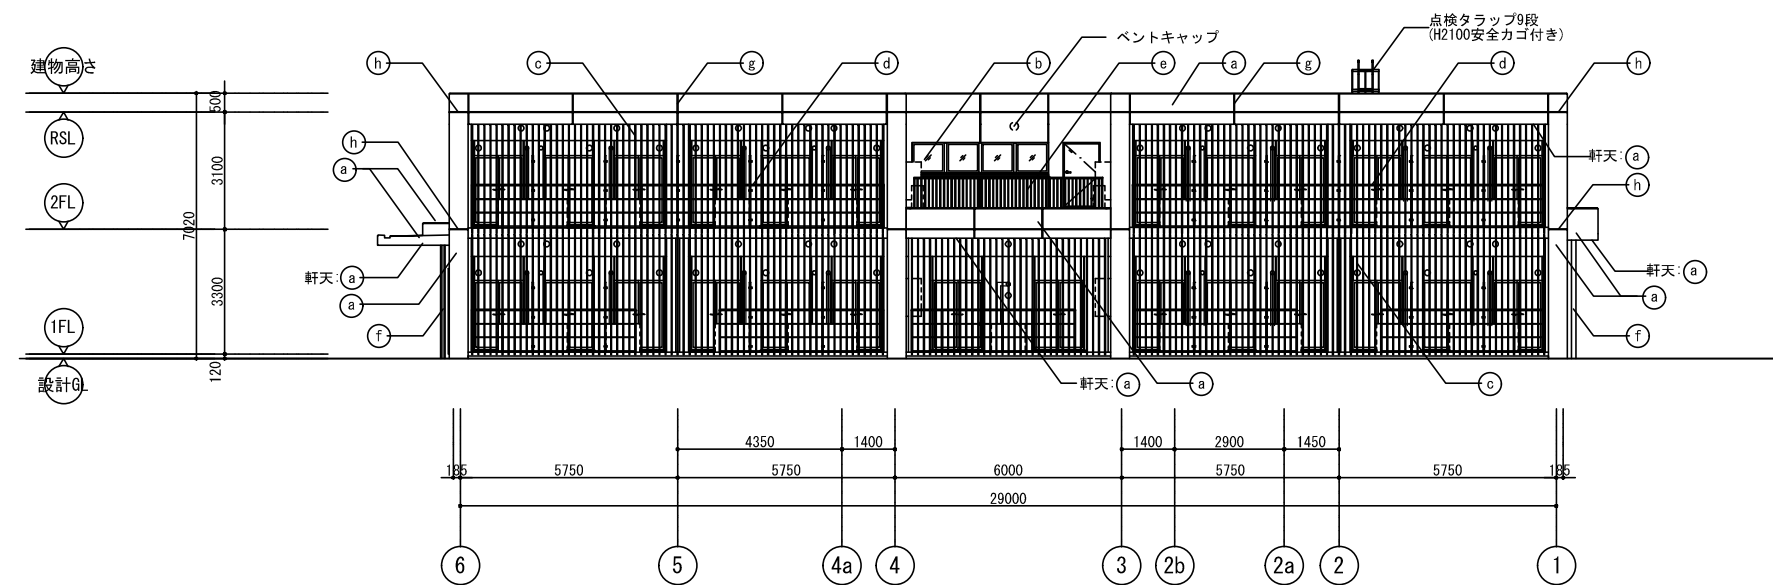 点検タラップ9段
(H2100安全カゴ付き)
ベントキャップ
建物高さ
h
c
g
d
b
e
a
g
d
h
500
RSL
h
a
3100
軒天:a
h
2FL
7020
軒天:a
a
3300
軒天:a
a
1FL
f
f
120
設計GL
軒天:a
a
c
4350
1400
1400
2900
1450
185
5750
5750
6000
5750
5750
185
29000
6
5
4a
4
3
2b
2a
2
1